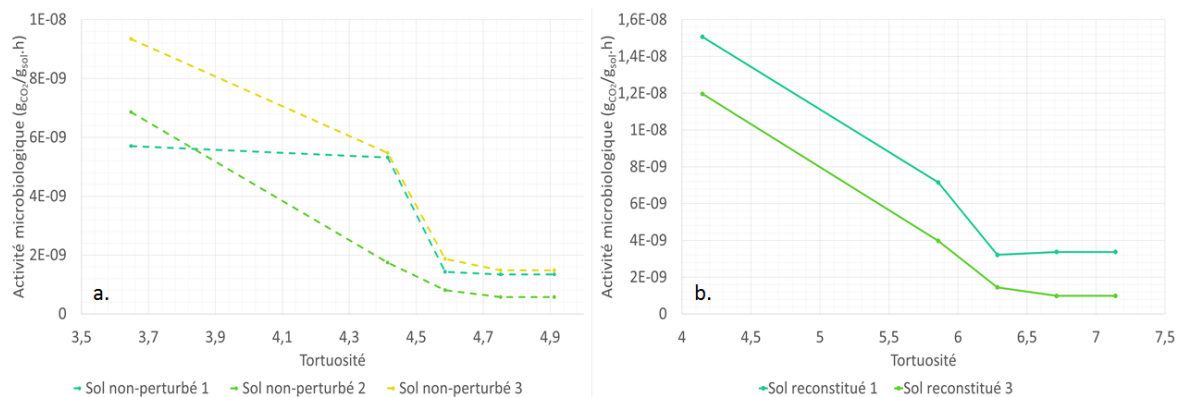 Activité microbiologique (gCO₂/gsol.h)
1E-08
8E-09
6E-09
4E-09
2E-09
0
a.
3,5 3,7 3,9 4,1 4,3 4,5 4,7 4,9
Tortuosité
Sol non-perturbé 1 Sol non-perturbé 2 Sol non-perturbé 3
Activité microbiologique (gCO₂/gsol.h)
1,6E-08
1,4E-08
1,2E-08
1E-08
8E-09
6E-09
4E-09
2E-09
0
b.
4 4,5 5 5,5 6 6,5 7 7,5
Tortuosité
Sol reconstitué 1 Sol reconstitué 3